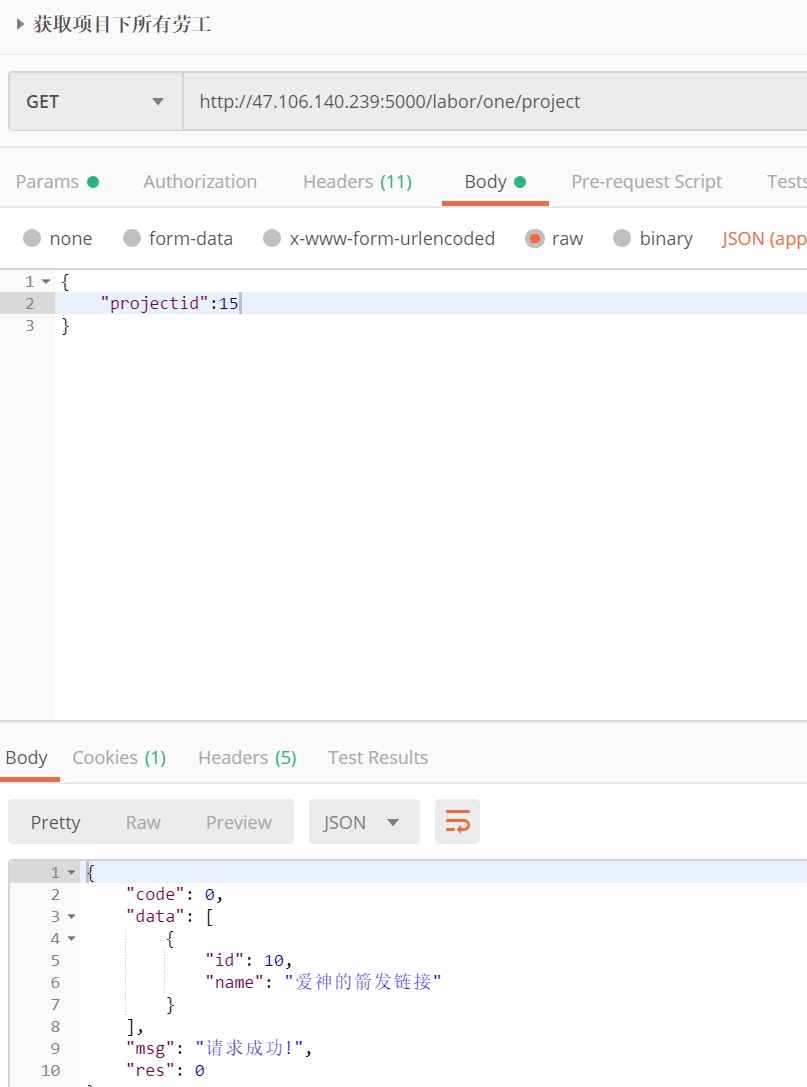 获取项目下所有劳工
GET http://47.106.140.239:5000/labor/one/project
Params Authorization Headers (11) Body Pre-request Script Tests
none form-data x-www-form-urlencoded raw binary JSON (app
1 {
2 "projectid":15
3 }
Body Cookies (1) Headers (5) Test Results
Pretty Raw Preview JSON
1 {
2 "code": 0,
3 "data": [
4 {
5 "id": 10,
6 "name": "爱神的箭发链接"
7 }
8 ],
9 "msg": "请求成功!",
10 "res": 0